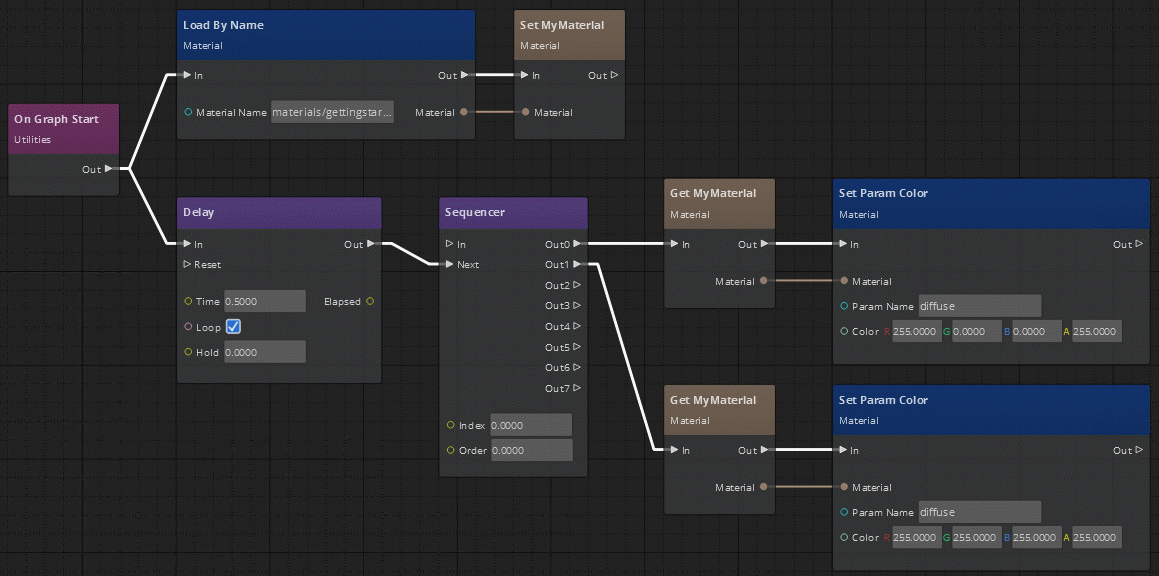 On Graph Start
Utilities
Out
Load By Name
Material
In Out
Material Name materials/gettingstar... Material
Set MyMaterial
Material
In Out
Material
Delay
In Out
Reset
Time 0.5000 Elapsed
Loop
Hold 0.0000
Sequencer
In Out0
Next Out1
Out2
Out3
Out4
Out5
Out6
Out7
Index 0.0000
Order 0.0000
Get MyMaterial
Material
In Out
Material
Set Param Color
Material
In Out
Material
Param Name diffuse
Color R 255.0000 G 0.0000 B 0.0000 A 255.0000
Get MyMaterial
Material
In Out
Material
Set Param Color
Material
In Out
Material
Param Name diffuse
Color R 255.0000 G 255.0000 B 255.0000 A 255.0000